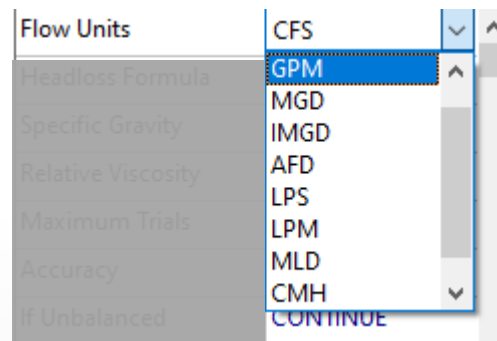 Flow Units CFS
Headloss Formula GPM
MGD
Specific Gravity IMGD
Relative Viscosity AFD
LPS
Maximum Trials LPM
Accuracy MLD
CMH
If Unbalanced CONTINUE